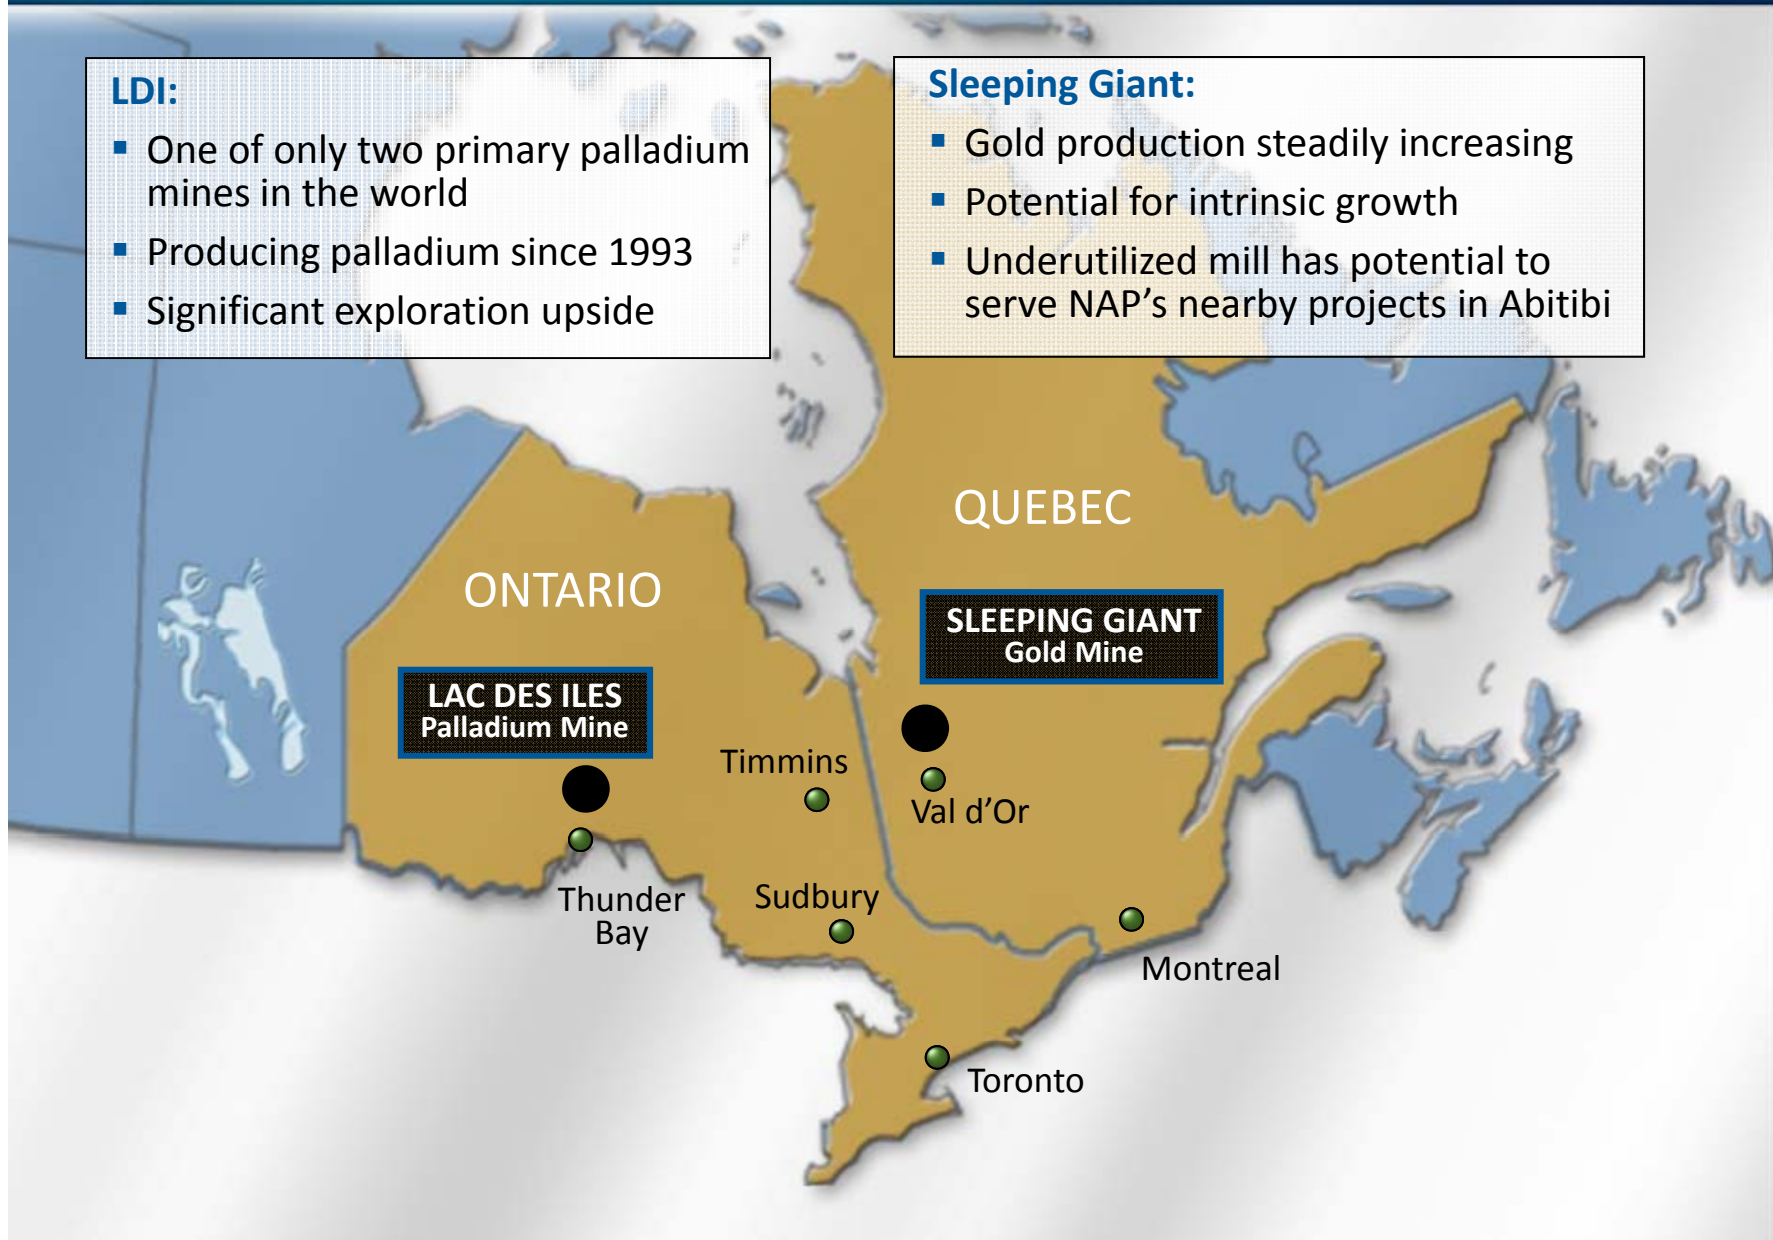 LDI:
▪ One of only two primary palladium
mines in the world
▪ Producing palladium since 1993
▪ Significant exploration upside
Sleeping Giant:
▪ Gold production steadily increasing
▪ Potential for intrinsic growth
▪ Underutilized mill has potential to
serve NAP’s nearby projects in Abitibi
QUEBEC
ONTARIO
SLEEPING GIANT
Gold Mine
LAC DES ILES
Palladium Mine
Timmins
Val d’Or
Thunder
Bay
Sudbury
Montreal
Toronto